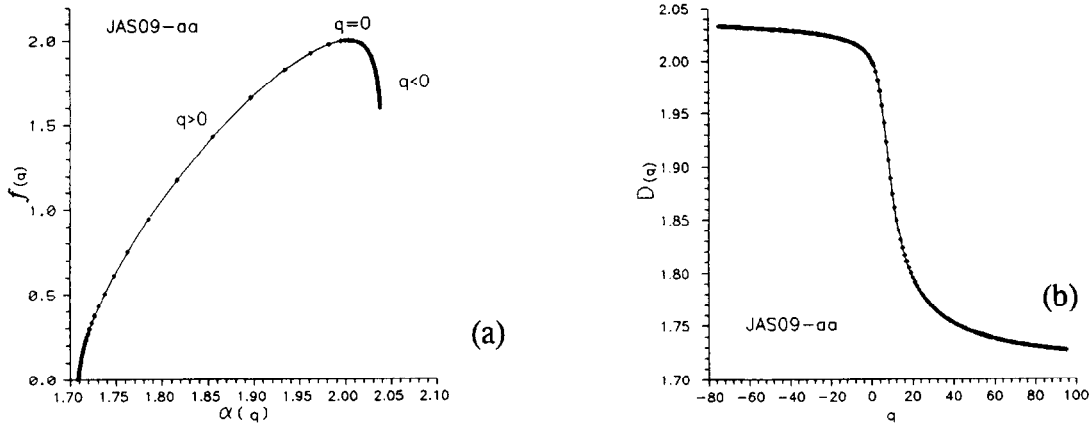 JAS09-aa
q=0
q<0
q>0
f(q)
2.0
1.5
1.0
0.5
0.0
1.70 1.75 1.80 1.85 1.90 1.95 2.00 2.05 2.10
α(q)
(a)
D(q)
2.05
2.00
1.95
1.90
1.85
1.80
1.75
1.70
JAS09-aa
(b)
-80 -60 -40 -20 0 20 40 60 80 100
q